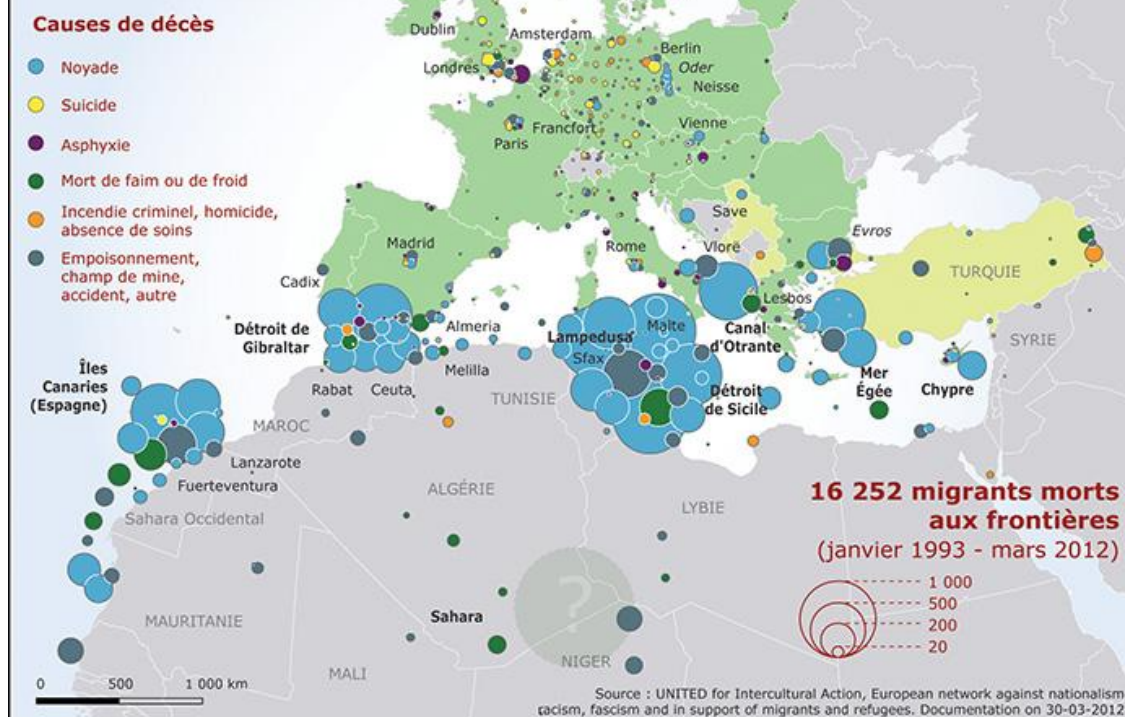 Causes de décès
Noyade
Suicide
Asphyxie
Mort de faim ou de froid
Incendie criminel, homicide,
absence de soins
Empoisonnement,
champ de mine,
accident, autre
Dublin
Amsterdam
Londres
Berlin
Oder
Neisse
Vienne
Francfort
Paris
Save
Evros
Madrid
Rome
Vlorë
TURQUIE
Cadix
Lesbos
Détroit de
Gibraltar
Almeria
Lampedusa
Malte
Canal
d'Otrante
SYRIE
Sfax
Melilla
Îles
Canaries
(Espagne)
Rabat
Ceuta
TUNISIE
Détroit
de Sicile
Mer
Égée
Chypre
MAROC
Lanzarote
Fuerteventura
ALGÉRIE
LYBIE
Sahara Occidental
16 252 migrants morts
aux frontières
(janvier 1993 - mars 2012)
1 000
500
200
20
?
Sahara
MAURITANIE
MALI
NIGER
0 500 1 000 km
Source : UNITED for Intercultural Action, European network against nationalism
racism, fascism and in support of migrants and refugees. Documentation on 30-03-2012